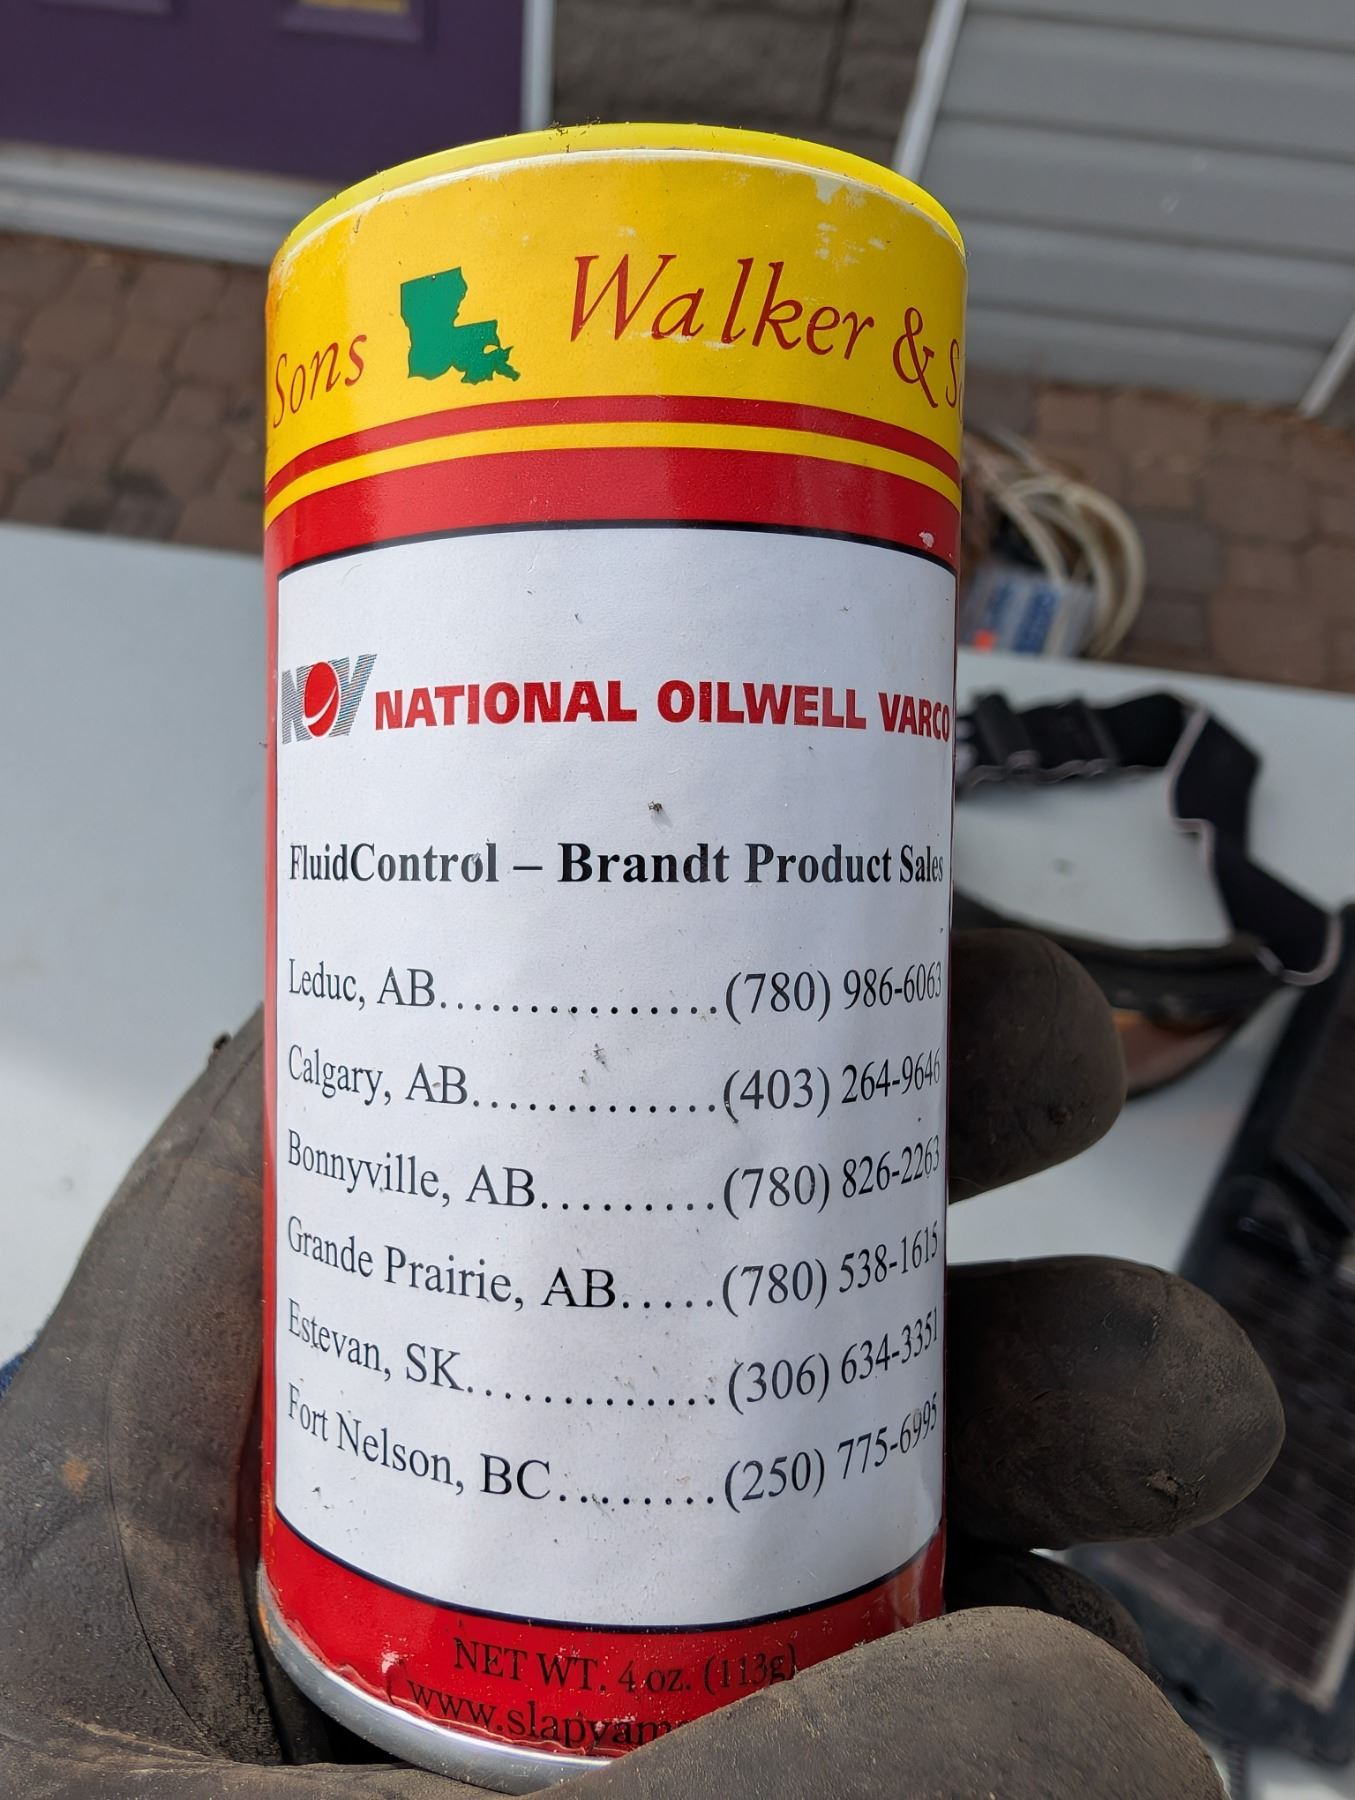 Sons Walker & S
NOV NATIONAL OILWELL VARCO
FluidControl – Brandt Product Sales
Leduc, AB...............(780) 986-6063
Calgary, AB.............(403) 264-9646
Bonnyville, AB.........(780) 826-2263
Grande Prairie, AB.....(780) 538-1615
Estevan, SK.............(306) 634-3351
Fort Nelson, BC........(250) 775-6995
NET WT. 4 oz. (113g)
www.slapyam